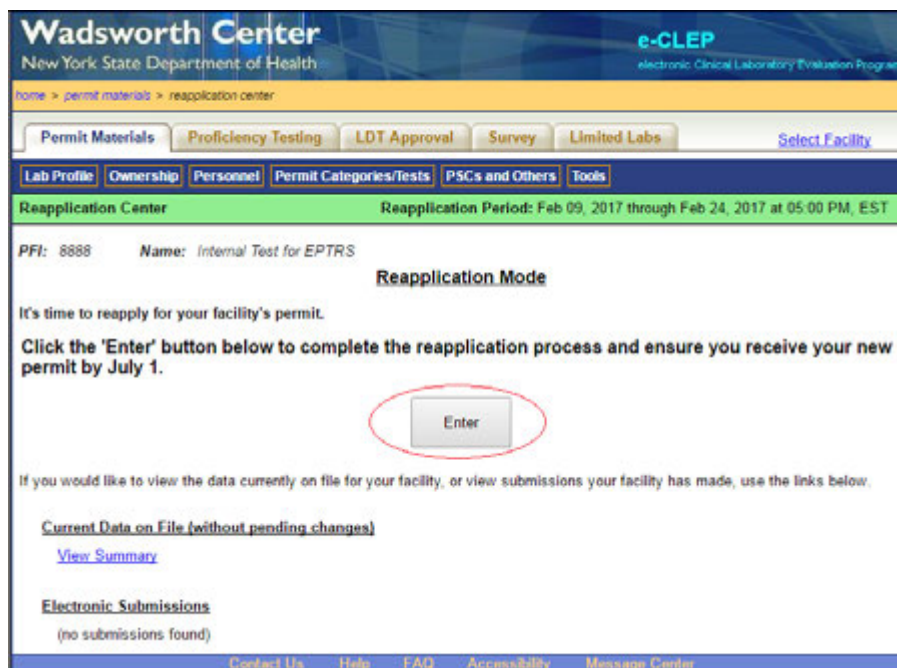 Wadsworth Center
New York State Department of Health
e-CLEP
electronic Clinical Laboratory Evaluation Program
home > permit materials > reapplication center
Permit Materials Proficiency Testing LDT Approval Survey Limited Labs Select Facility
Lab Profile Ownership Personnel Permit Categories/Tests PSCs and Others Tools
Reapplication Center Reapplication Period: Feb 09, 2017 through Feb 24, 2017 at 05:00 PM, EST
PFI: 8888 Name: Internal Test for EPTRS
Reapplication Mode
It's time to reapply for your facility's permit.
Click the 'Enter' button below to complete the reapplication process and ensure you receive your new
permit by July 1.
Enter
If you would like to view the data currently on file for your facility, or view submissions your facility has made, use the links below.
Current Data on File (without pending changes)
View Summary
Electronic Submissions
(no submissions found)
Contact Us Help FAQ Accessibility Message Center